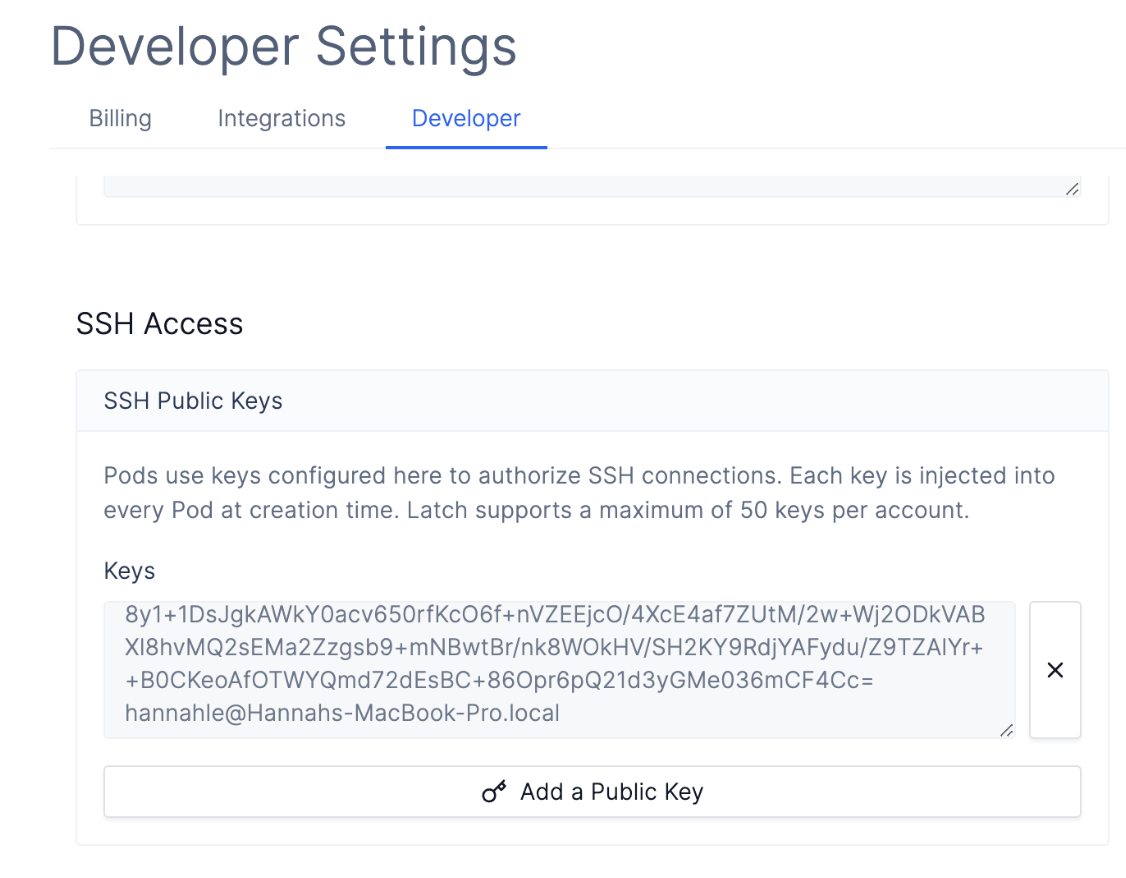 Developer Settings
Billing Integrations Developer
SSH Access
SSH Public Keys
Pods use keys configured here to authorize SSH connections. Each key is injected into
every Pod at creation time. Latch supports a maximum of 50 keys per account.
Keys
8y1+1DsJgkAWkY0acv650rfKcO6f+nVZEEjcO/4XcE4af7ZUtM/2w+Wj2ODkVAB
XI8hvMQ2sEMa2Zzgsb9+mNBwtBr/nk8WOkHV/SH2KY9RdjYAFydu/Z9TZAIYr+
+B0CKeoAfOTWYQmd72dEsBC+86Opr6pQ21d3yGMe036mCF4Cc=
hannahle@Hannahs-MacBook-Pro.local
Add a Public Key